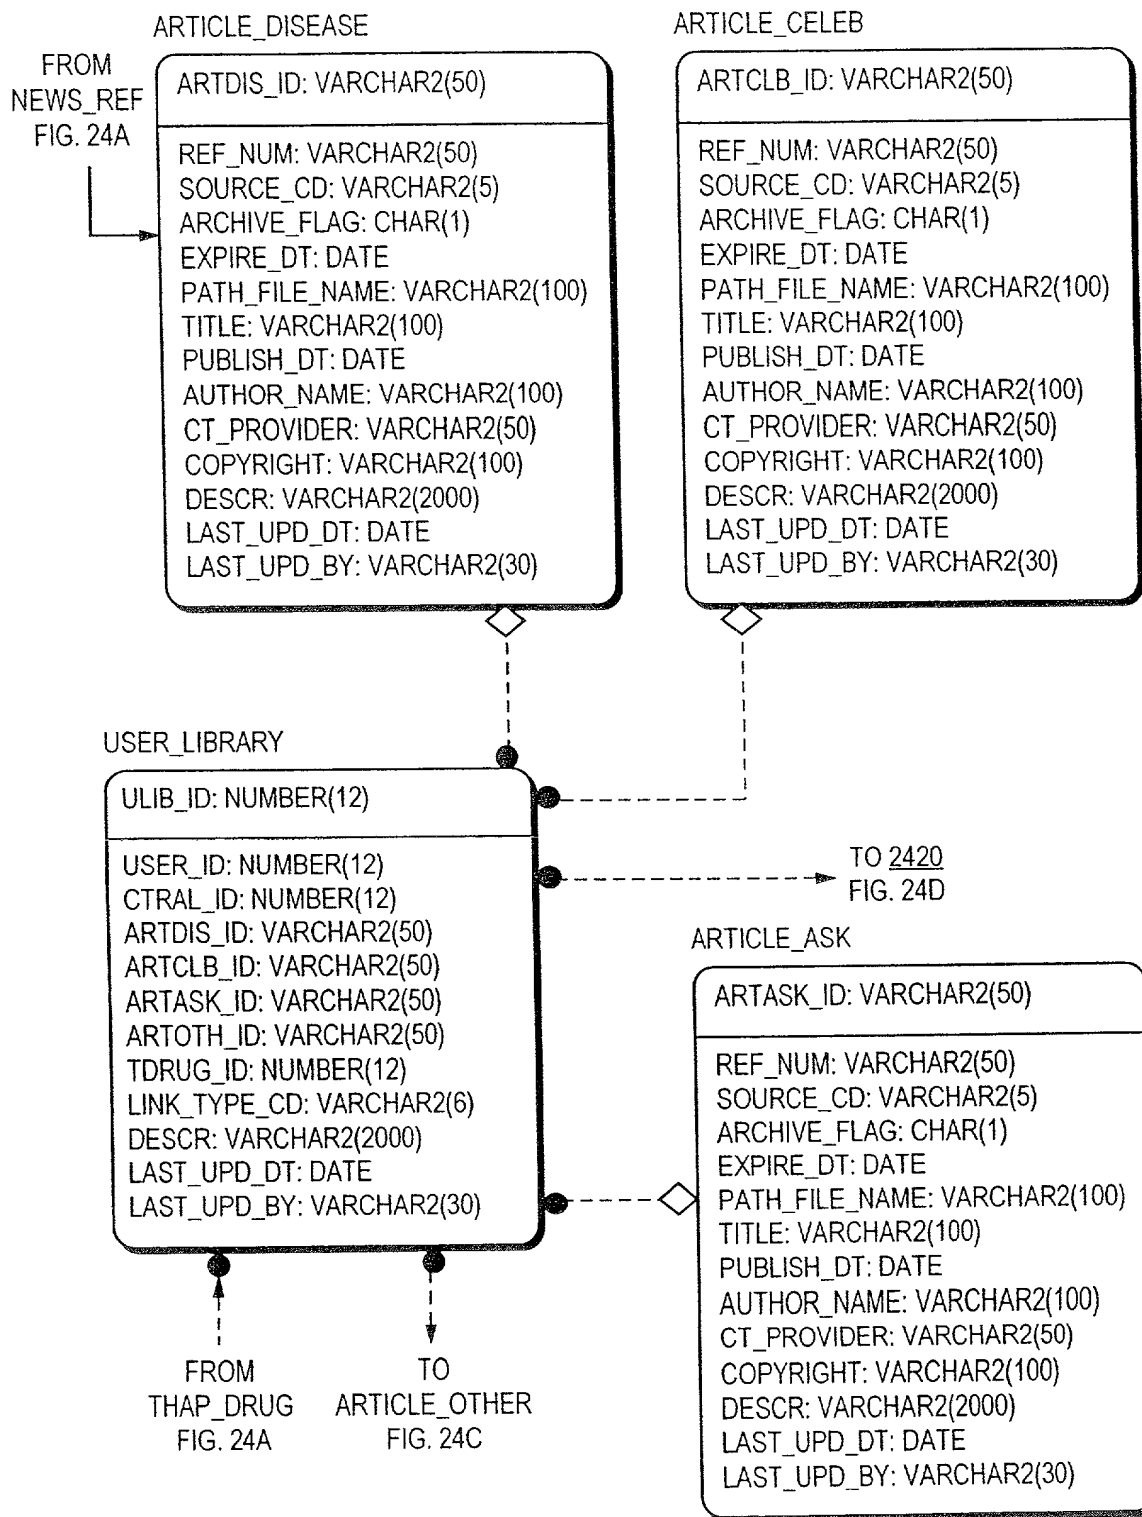 ARTICLE_DISEASE
FROM
NEWS_REF
FIG. 24A
ARTDIS_ID: VARCHAR2(50)
REF_NUM: VARCHAR2(50)
SOURCE_CD: VARCHAR2(5)
ARCHIVE_FLAG: CHAR(1)
EXPIRE_DT: DATE
PATH_FILE_NAME: VARCHAR2(100)
TITLE: VARCHAR2(100)
PUBLISH_DT: DATE
AUTHOR_NAME: VARCHAR2(100)
CT_PROVIDER: VARCHAR2(50)
COPYRIGHT: VARCHAR2(100)
DESCR: VARCHAR2(2000)
LAST_UPD_DT: DATE
LAST_UPD_BY: VARCHAR2(30)
ARTICLE_CELEB
ARTCLB_ID: VARCHAR2(50)
REF_NUM: VARCHAR2(50)
SOURCE_CD: VARCHAR2(5)
ARCHIVE_FLAG: CHAR(1)
EXPIRE_DT: DATE
PATH_FILE_NAME: VARCHAR2(100)
TITLE: VARCHAR2(100)
PUBLISH_DT: DATE
AUTHOR_NAME: VARCHAR2(100)
CT_PROVIDER: VARCHAR2(50)
COPYRIGHT: VARCHAR2(100)
DESCR: VARCHAR2(2000)
LAST_UPD_DT: DATE
LAST_UPD_BY: VARCHAR2(30)
USER_LIBRARY
ULIB_ID: NUMBER(12)
USER_ID: NUMBER(12)
CTRAL_ID: NUMBER(12)
ARTDIS_ID: VARCHAR2(50)
ARTCLB_ID: VARCHAR2(50)
ARTASK_ID: VARCHAR2(50)
ARTOTH_ID: VARCHAR2(50)
TDRUG_ID: NUMBER(12)
LINK_TYPE_CD: VARCHAR2(6)
DESCR: VARCHAR2(2000)
LAST_UPD_DT: DATE
LAST_UPD_BY: VARCHAR2(30)
TO 2420
FIG. 24D
ARTICLE_ASK
ARTASK_ID: VARCHAR2(50)
REF_NUM: VARCHAR2(50)
SOURCE_CD: VARCHAR2(5)
ARCHIVE_FLAG: CHAR(1)
EXPIRE_DT: DATE
PATH_FILE_NAME: VARCHAR2(100)
TITLE: VARCHAR2(100)
PUBLISH_DT: DATE
AUTHOR_NAME: VARCHAR2(100)
CT_PROVIDER: VARCHAR2(50)
COPYRIGHT: VARCHAR2(100)
DESCR: VARCHAR2(2000)
LAST_UPD_DT: DATE
LAST_UPD_BY: VARCHAR2(30)
FROM
THAP_DRUG
FIG. 24A
TO
ARTICLE_OTHER
FIG. 24C